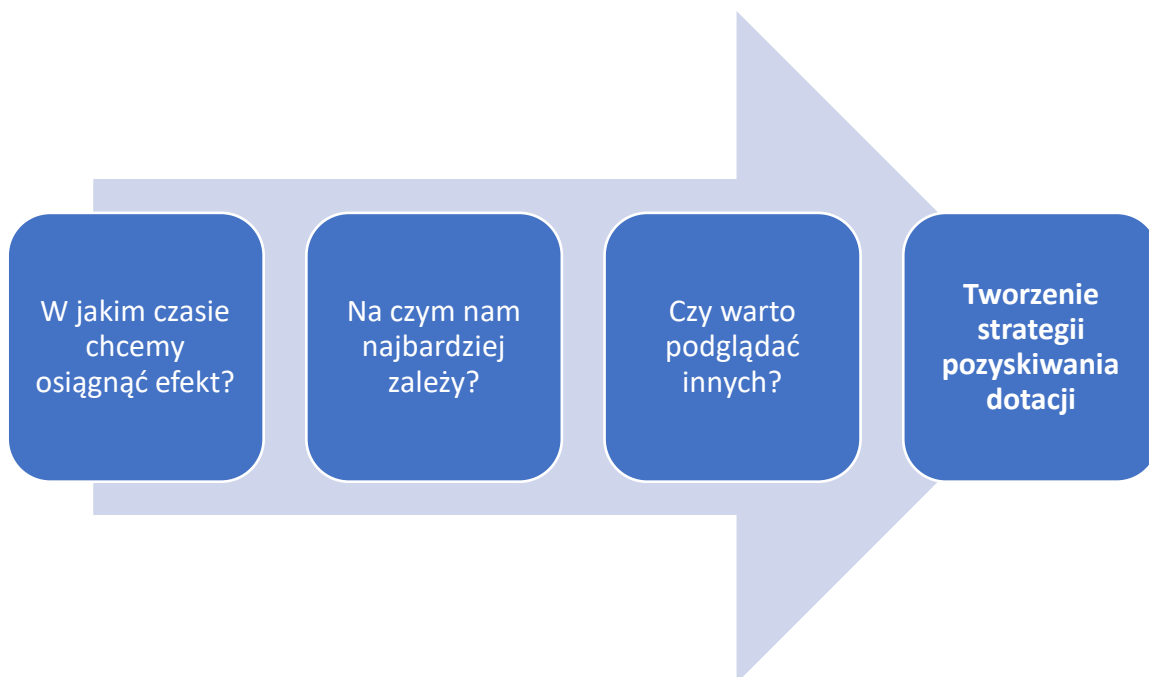 W jakim czasie
chcemy
osiągnąć efekt?
Na czym nam
najbardziej
zależy?
Czy warto
podglądać
innych?
Tworzenie
strategii
pozyskiwania
dotacji